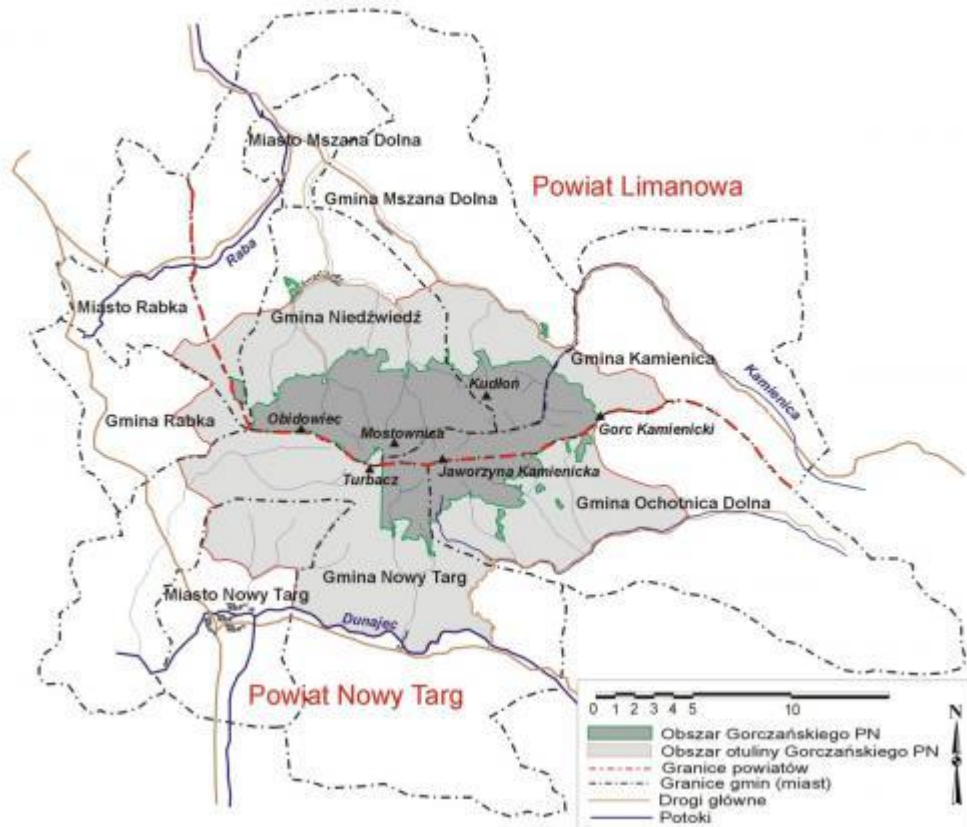 Miasto Mszana Dolna
Gmina Mszana Dolna
Powiat Limanowa
Raba
Miasto Rabka
Gmina Niedźwiedź
Gmina Kamienica
Kamienica
Kudłoń
Gmina Rabka
Obidowiec
Mostownica
Gorc Kamienicki
Turbacz
Jaworzyna Kamienicka
Gmina Ochotnica Dolna
Gmina Nowy Targ
Miasto Nowy Targ
Dunajec
Powiat Nowy Targ
0 1 2 3 4 5 10
N
Obszar Gorczańskiego PN
Obszar otuliny Gorczańskiego PN
Granice powiatów
Granice gmin (miast)
Drogi główne
Potoki